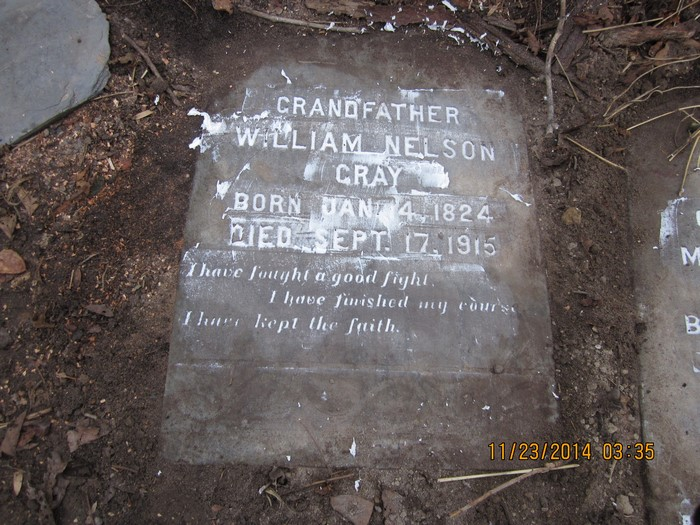 GRANDFATHER
WILLIAM NELSON
GRAY
BORN JAN. 4, 1824
DIED SEPT. 17, 1915
I have fought a good fight,
I have finished my course
I have kept the faith.
M
B
11/23/2014 03:35